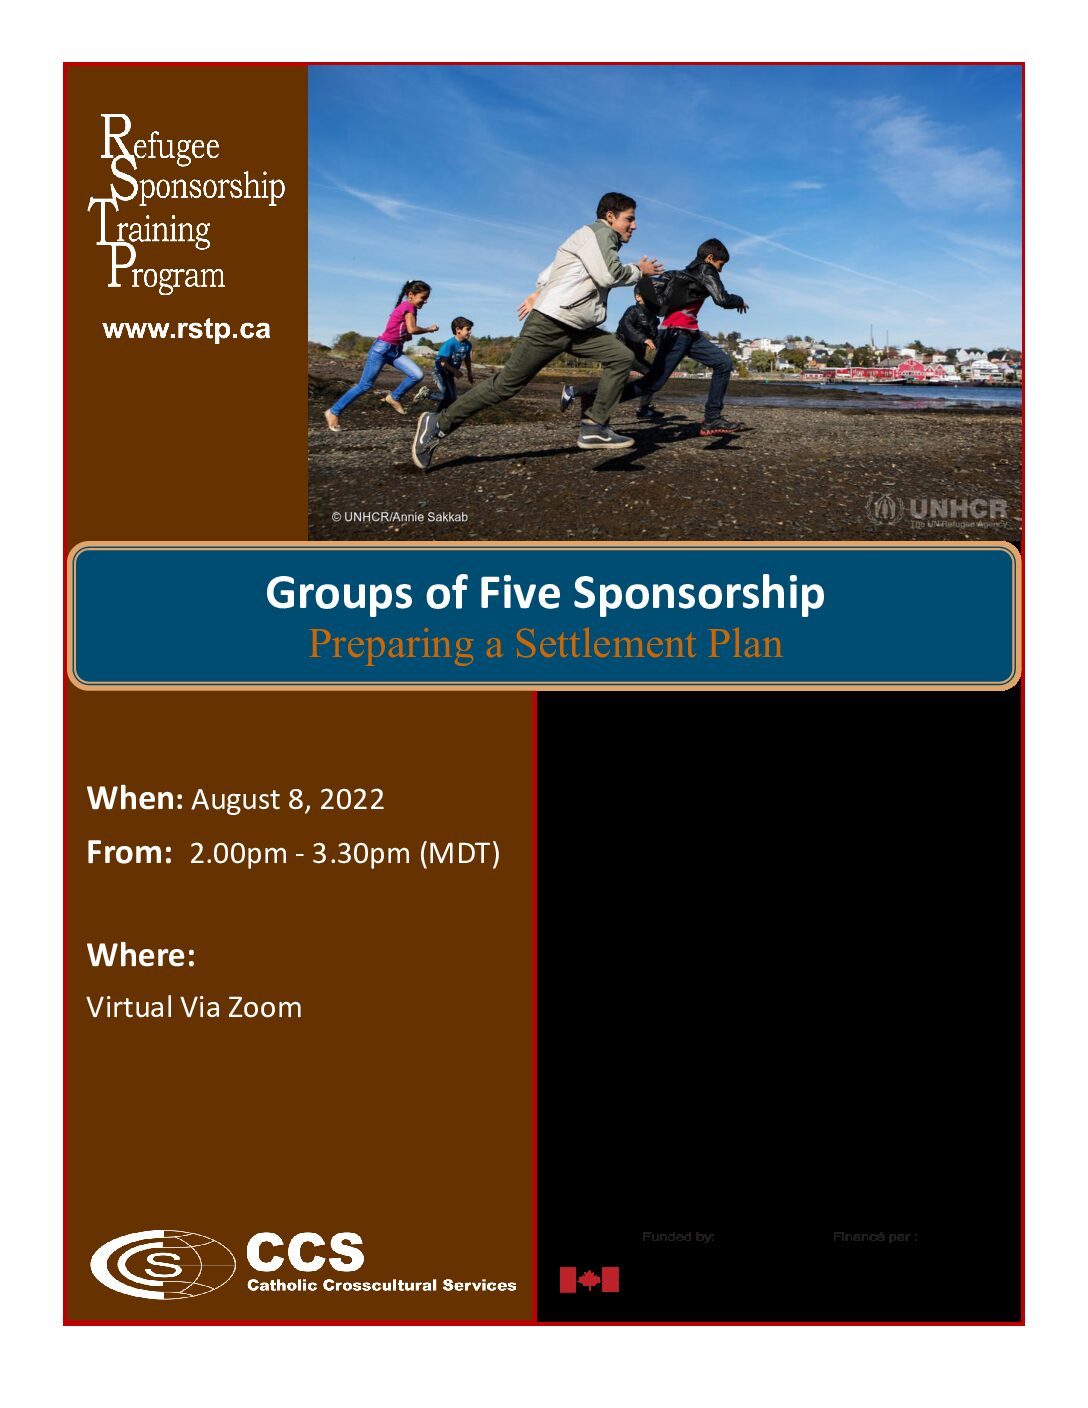 Refugee
Sponsorship
Training
Program
www.rstp.ca
© UNHCR/Annie Sakkab
UNHCR
The UN Refugee Agency
Groups of Five Sponsorship
Preparing a Settlement Plan
When: August 8, 2022
From: 2.00pm - 3.30pm (MDT)
Where:
Virtual Via Zoom
CS
CCS
Catholic Crosscultural Services
Funded by:
Financé par :